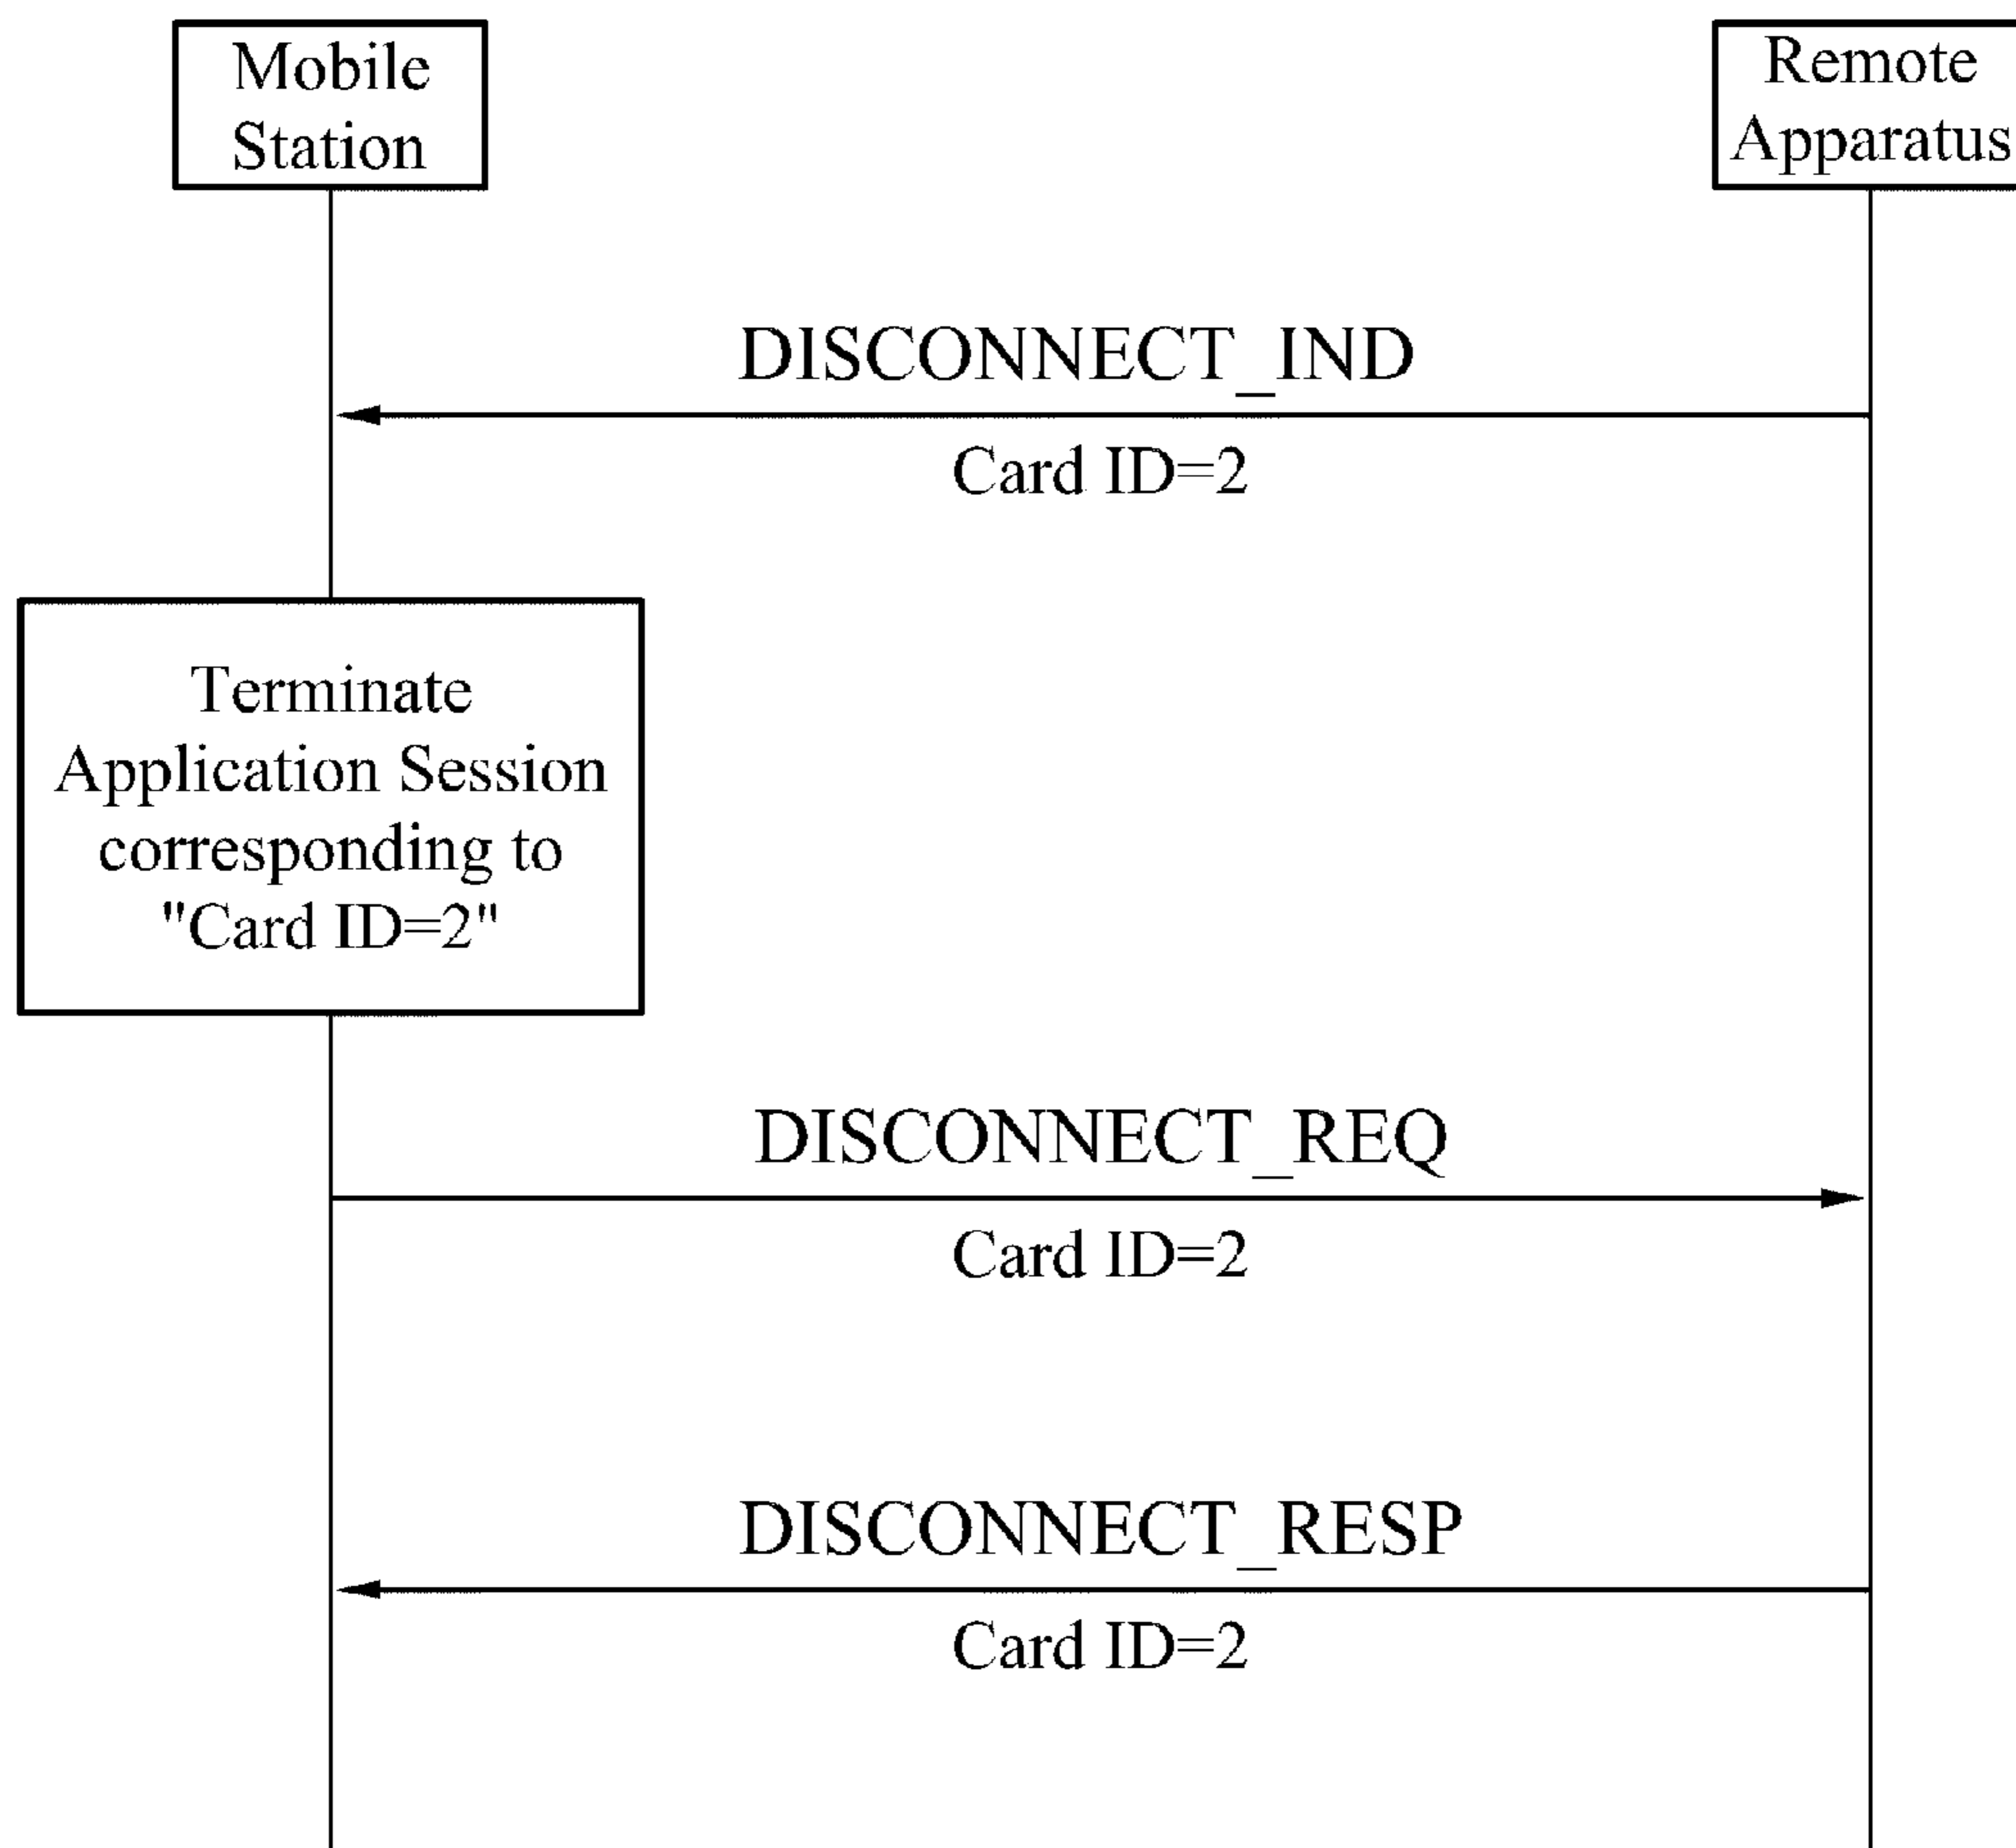 Mobile
Station
Remote
Apparatus
DISCONNECT_IND
Card ID=2
Terminate
Application Session
corresponding to
"Card ID=2"
DISCONNECT_REQ
Card ID=2
DISCONNECT_RESP
Card ID=2